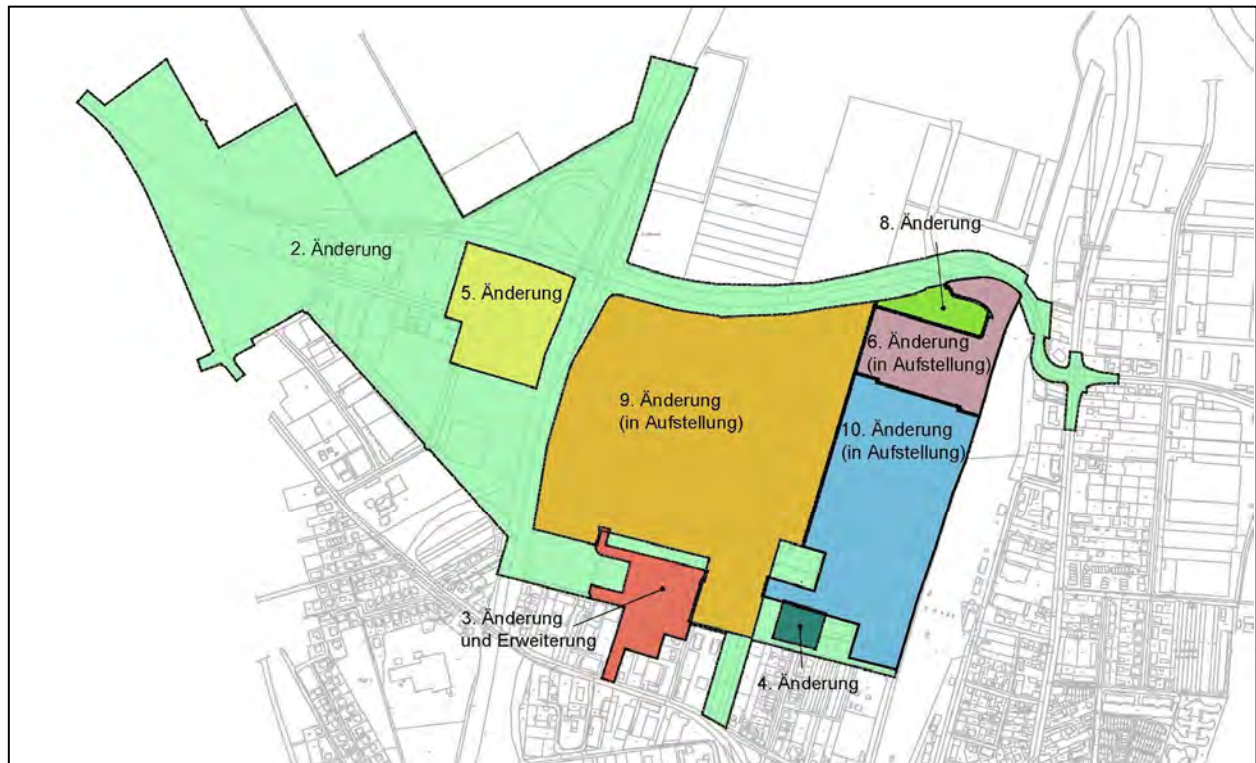 8. Änderung
2. Änderung
5. Änderung
6. Änderung
(in Aufstellung)
9. Änderung
(in Aufstellung)
10. Änderung
(in Aufstellung)
3. Änderung
und Erweiterung
4. Änderung